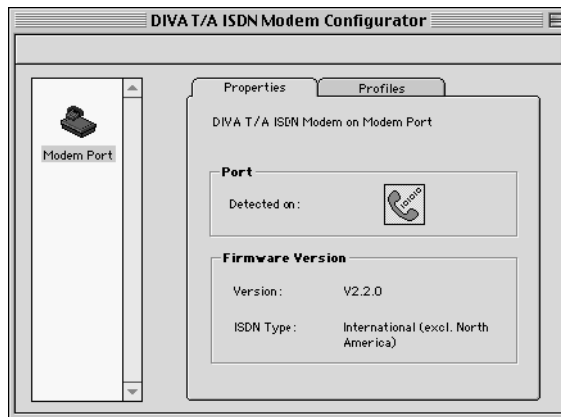 DIVA T/A ISDN Modem Configurator
Modem Port
Properties
Profiles
DIVA T/A ISDN Modem on Modem Port
Port
Detected on:
Firmware Version
Version:
V2.2.0
ISDN Type:
International (excl. North
America)